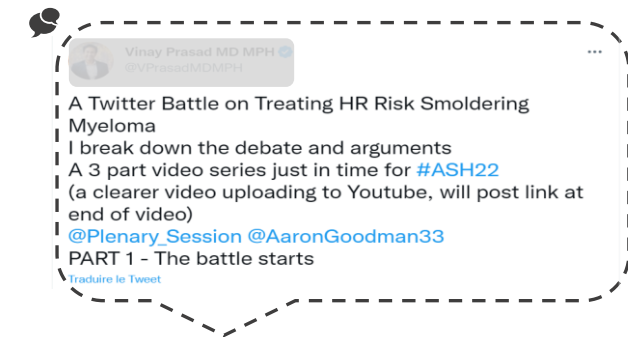 Vinay Prasad MD MPH
@VPrasadMDMPH
A Twitter Battle on Treating HR Risk Smoldering
Myeloma
I break down the debate and arguments
A 3 part video series just in time for #ASH22
(a clearer video uploading to Youtube, will post link at
end of video)
@Plenary_Session @AaronGoodman33
PART 1 - The battle starts
Traduire le Tweet